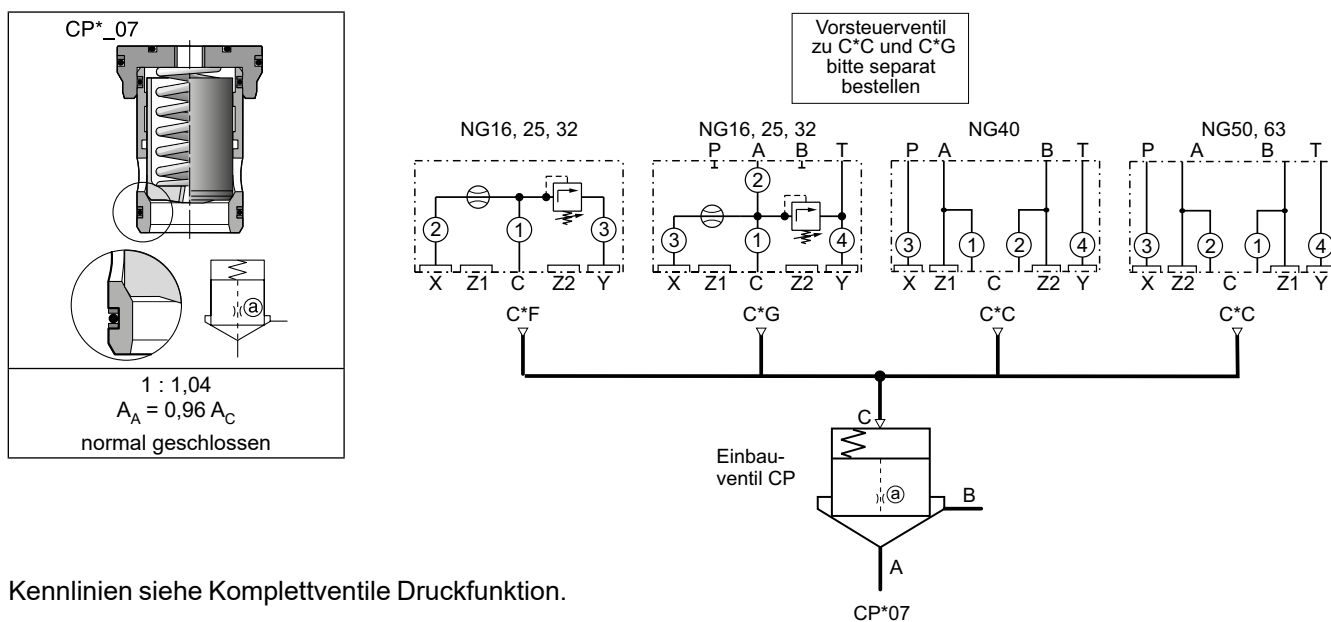 CP*_07
a
1 : 1,04
A_A = 0,96 A_C
normal geschlossen
Vorsteuerventil
zu C*C und C*G
bitte separat
bestellen
NG16, 25, 32
2 1 3
X Z1 C Z2 Y
C*F
NG16, 25, 32
P A B T
2
3 1 4
X Z1 C Z2 Y
C*G
NG40
P A B T
3 1 2 4
X Z1 C Z2 Y
C*C
NG50, 63
P A B T
3 2 1 4
X Z2 C Z1 Y
C*C
C
Einbau-
ventil CP
a
B
A
CP*07
Kennlinien siehe Komplettventile Druckfunktion.